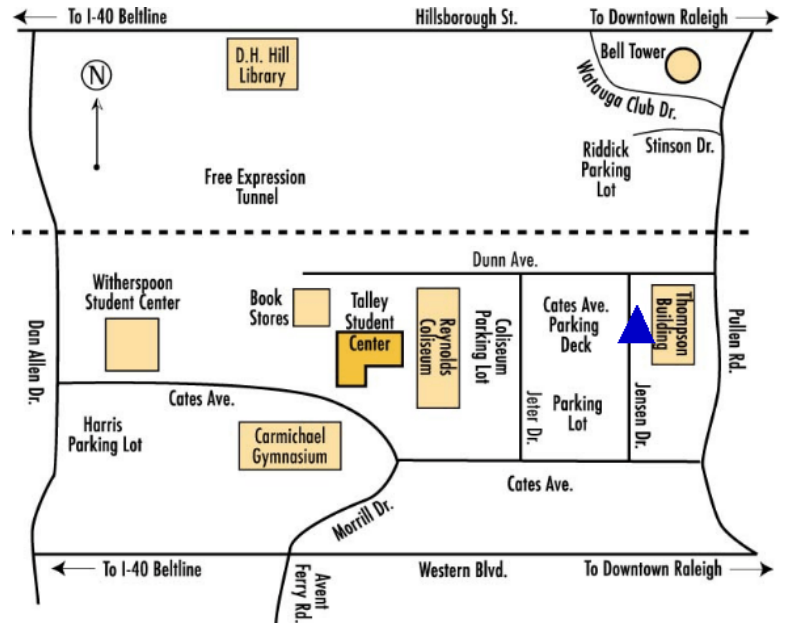 To I-40 Beltline
Hillsborough St.
To Downtown Raleigh
D.H. Hill
Library
Bell Tower
Watauga Club Dr.
N
Stinson Dr.
Riddick
Parking
Lot
Free Expression
Tunnel
Dunn Ave.
Witherspoon
Student Center
Book
Stores
Talley
Student
Center
Reynolds
Coliseum
Coliseum
Parking Lot
Cates Ave.
Parking
Deck
Thompson
Building
Pullen Rd.
Dan Allen Dr.
Cates Ave.
Harris
Parking Lot
Carmichael
Gymnasium
Jeter Dr.
Parking
Lot
Jensen Dr.
Cates Ave.
Morrill Dr.
To I-40 Beltline
Avent
Ferry Rd.
Western Blvd.
To Downtown Raleigh